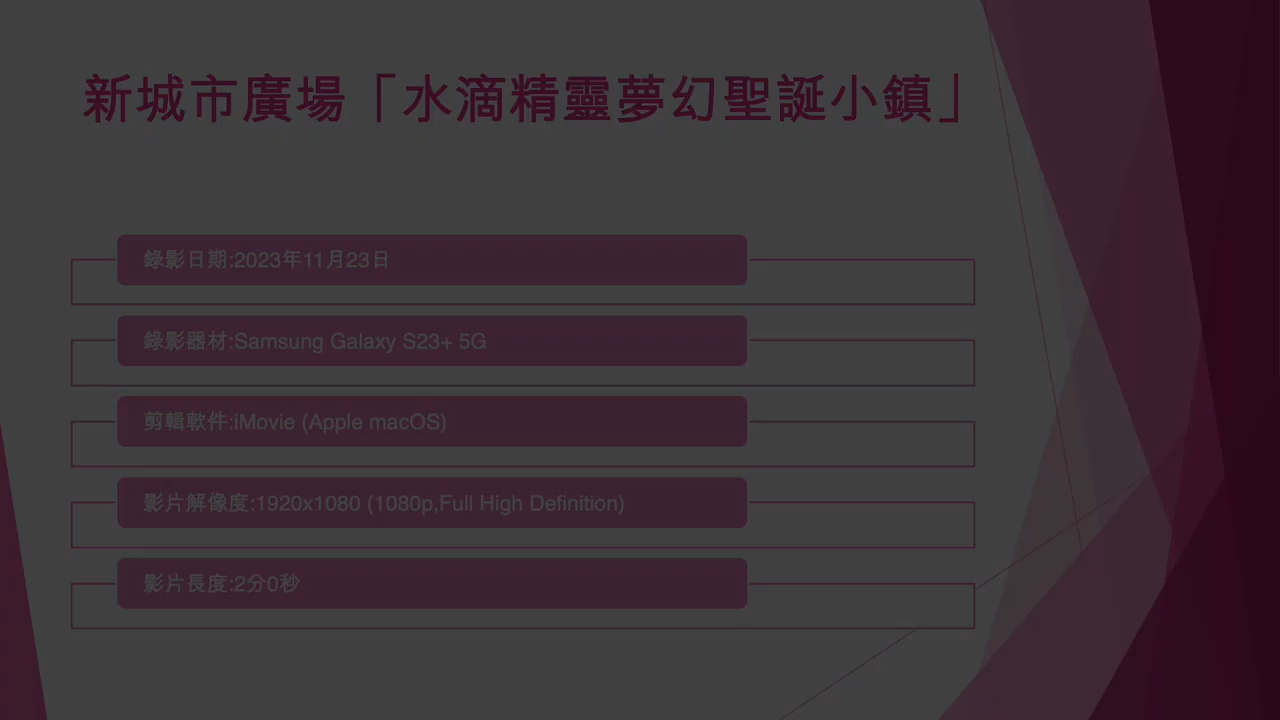 新城市廣場「水滴精靈夢幻聖誕小鎮」
錄影日期:2023年11月23日
錄影器材:Samsung Galaxy S23+ 5G
剪輯軟件:iMovie (Apple macOS)
影片解像度:1920x1080 (1080p,Full High Definition)
影片長度:2分0秒